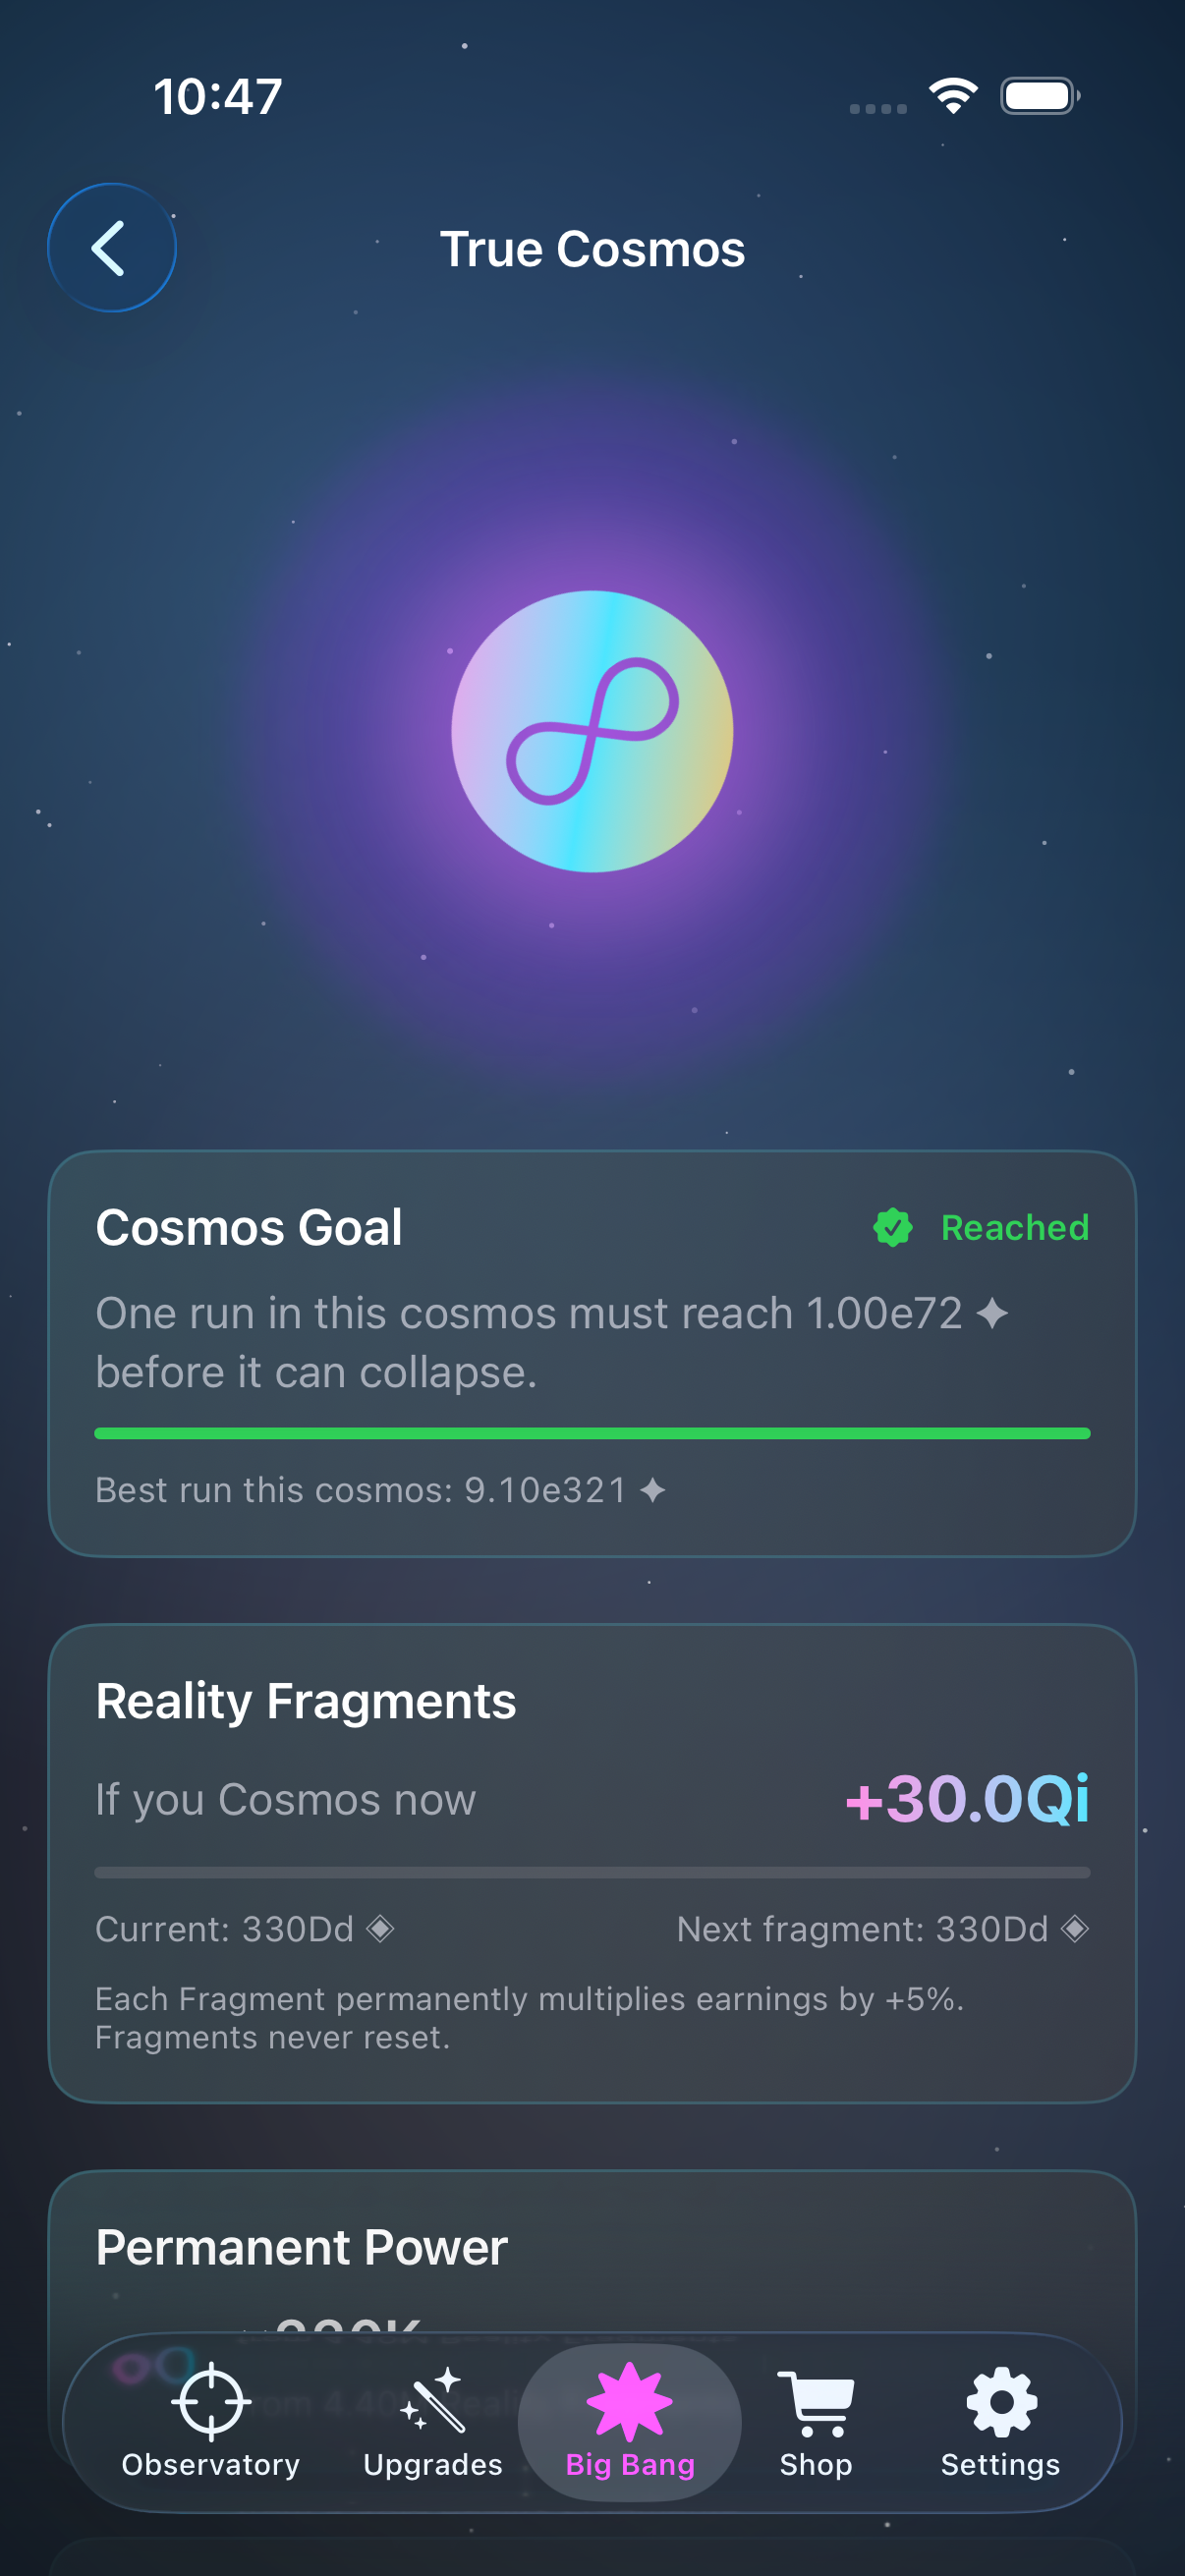 10:47
True Cosmos
Cosmos Goal
Reached
One run in this cosmos must reach 1.00e72 ✦
before it can collapse.
Best run this cosmos: 9.10e321 ✦
Reality Fragments
If you Cosmos now
+30.0Qi
Current: 330Dd ◈
Next fragment: 330Dd ◈
Each Fragment permanently multiplies earnings by +5%.
Fragments never reset.
Permanent Power
Observatory
Upgrades
Big Bang
Shop
Settings